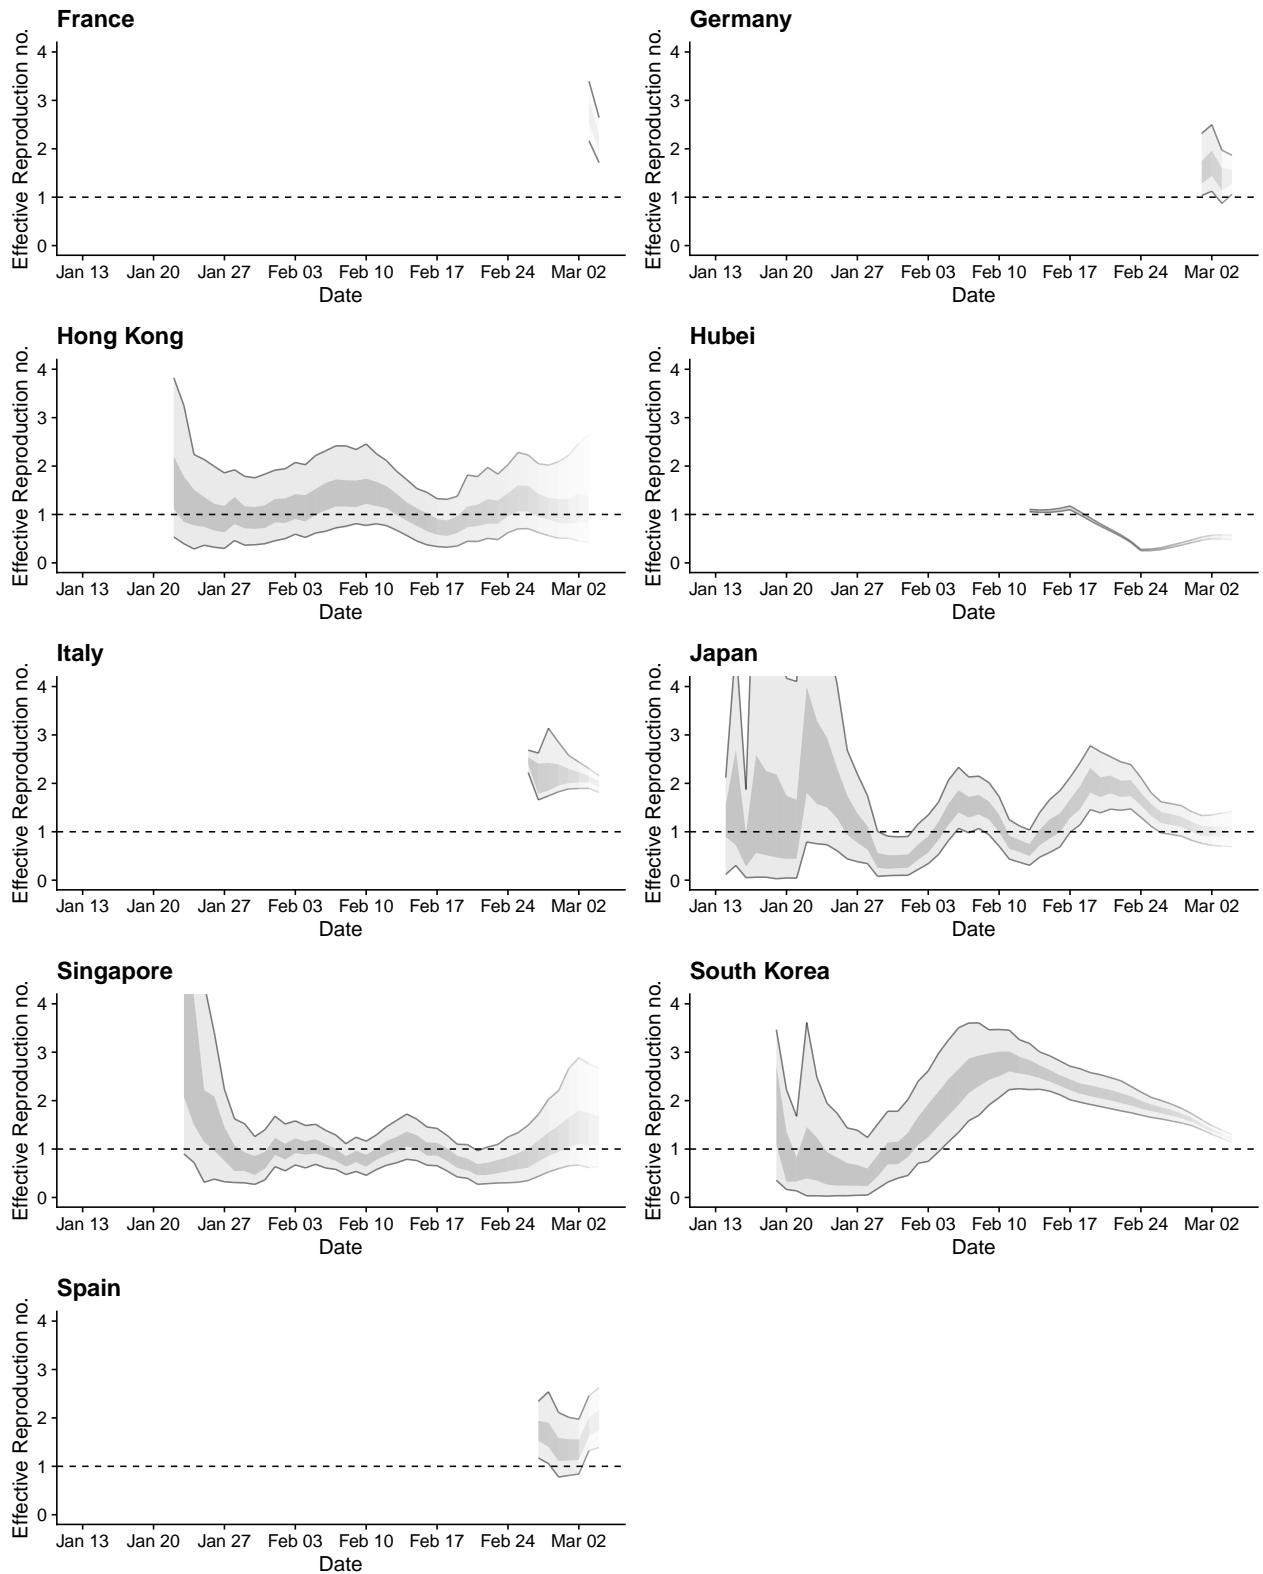 France
Effective Reproduction no.
4
3
2
1
0
Jan 13 Jan 20 Jan 27 Feb 03 Feb 10 Feb 17 Feb 24 Mar 02
Date
Germany
Effective Reproduction no.
4
3
2
1
0
Jan 13 Jan 20 Jan 27 Feb 03 Feb 10 Feb 17 Feb 24 Mar 02
Date
Hong Kong
Effective Reproduction no.
4
3
2
1
0
Jan 13 Jan 20 Jan 27 Feb 03 Feb 10 Feb 17 Feb 24 Mar 02
Date
Hubei
Effective Reproduction no.
4
3
2
1
0
Jan 13 Jan 20 Jan 27 Feb 03 Feb 10 Feb 17 Feb 24 Mar 02
Date
Italy
Effective Reproduction no.
4
3
2
1
0
Jan 13 Jan 20 Jan 27 Feb 03 Feb 10 Feb 17 Feb 24 Mar 02
Date
Japan
Effective Reproduction no.
4
3
2
1
0
Jan 13 Jan 20 Jan 27 Feb 03 Feb 10 Feb 17 Feb 24 Mar 02
Date
Singapore
Effective Reproduction no.
4
3
2
1
0
Jan 13 Jan 20 Jan 27 Feb 03 Feb 10 Feb 17 Feb 24 Mar 02
Date
South Korea
Effective Reproduction no.
4
3
2
1
0
Jan 13 Jan 20 Jan 27 Feb 03 Feb 10 Feb 17 Feb 24 Mar 02
Date
Spain
Effective Reproduction no.
4
3
2
1
0
Jan 13 Jan 20 Jan 27 Feb 03 Feb 10 Feb 17 Feb 24 Mar 02
Date